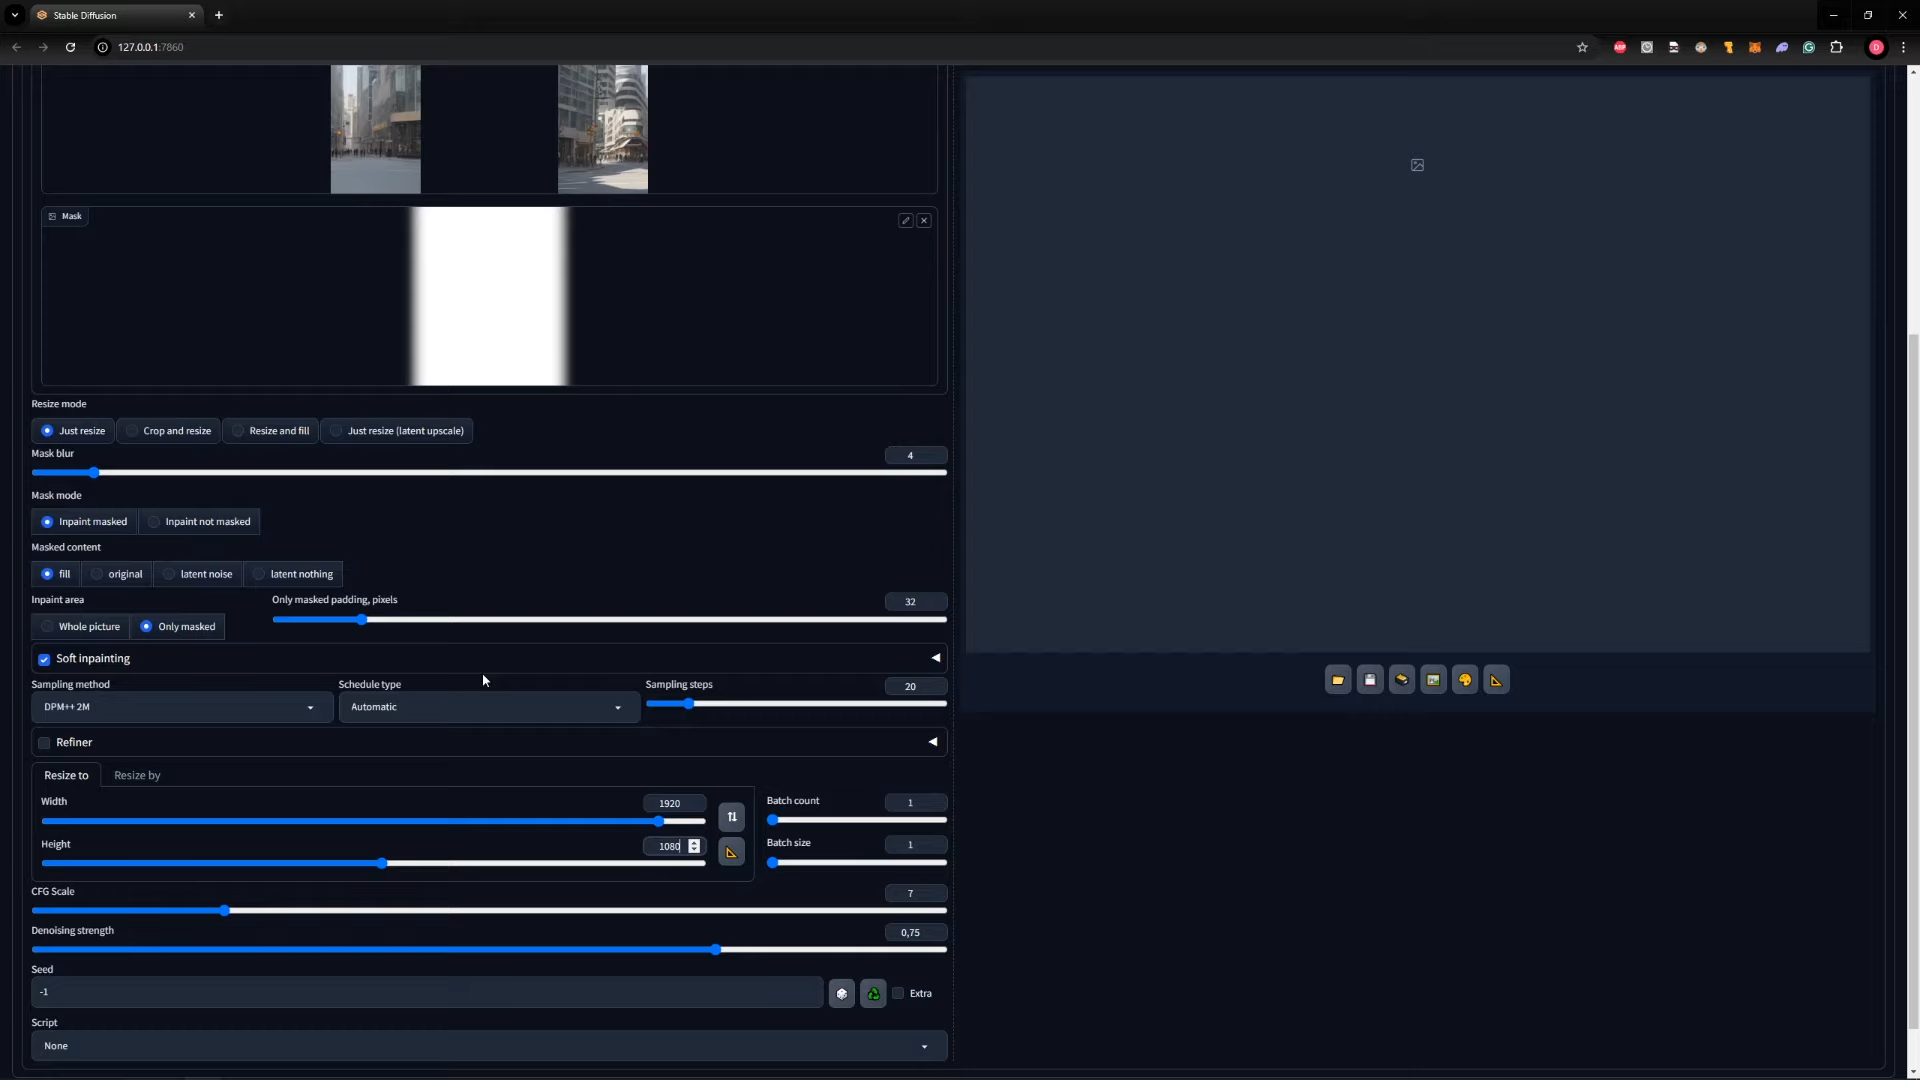 Stable Diffusion
127.0.0.1:7860
Mask
Resize mode
Just resize
Crop and resize
Resize and fill
Just resize (latent upscale)
Mask blur
4
Mask mode
Inpaint masked
Inpaint not masked
Masked content
fill
original
latent noise
latent nothing
Inpaint area
Only masked padding, pixels
32
Whole picture
Only masked
Soft inpainting
Sampling method
Schedule type
Sampling steps
20
DPM++ 2M
Automatic
Refiner
Resize to
Resize by
Width
1920
Batch count
1
Height
1080
Batch size
1
CFG Scale
7
Denoising strength
0,75
Seed
-1
Extra
Script
None